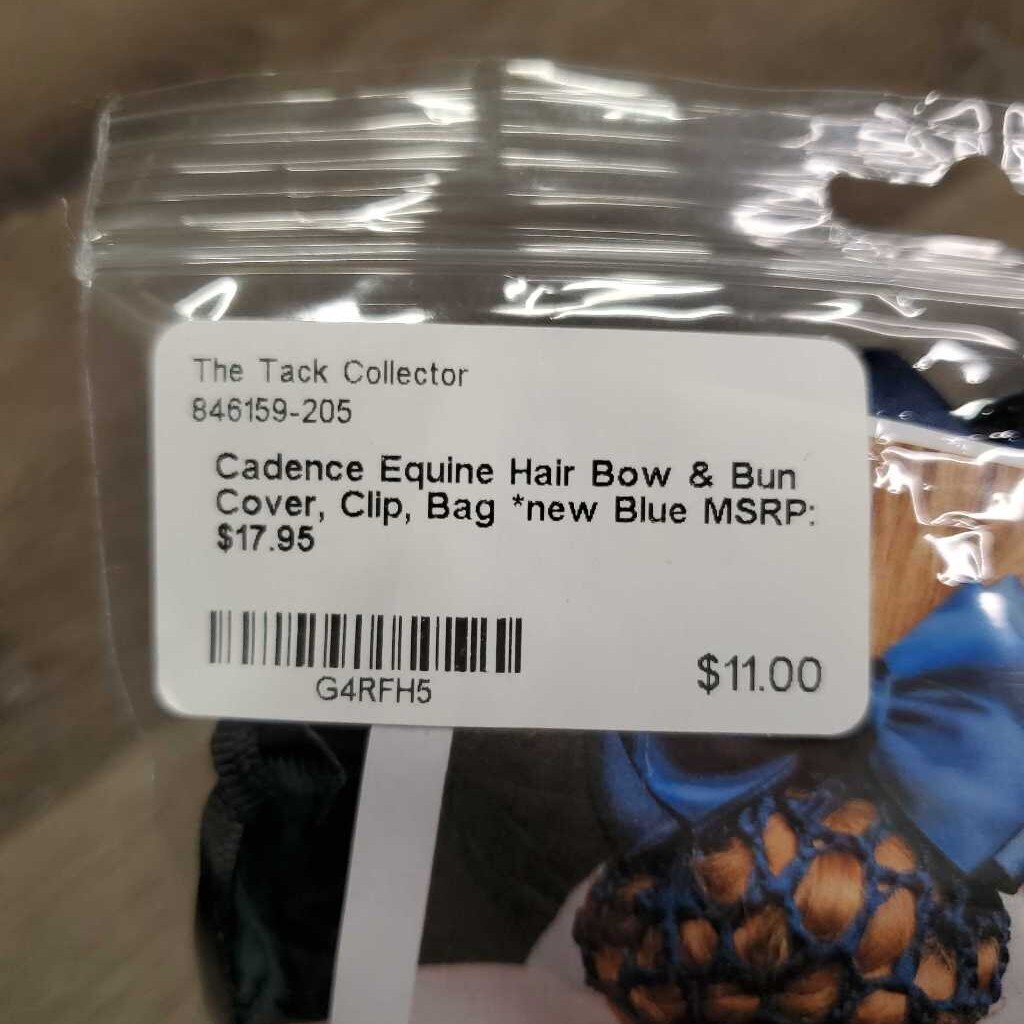 The Tack Collector
846159-205
Cadence Equine Hair Bow & Bun
Cover, Clip, Bag *new Blue MSRP:
$17.95
G4RFH5
$11.00